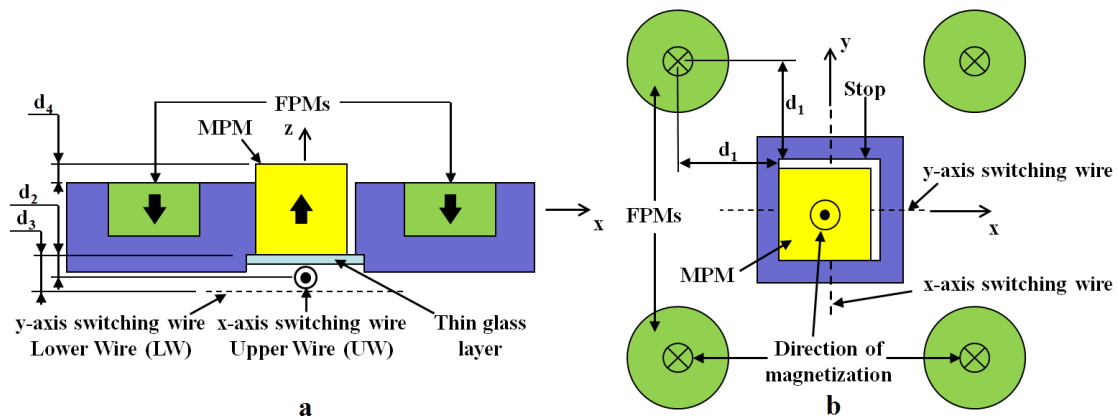 d4
FPMs
MPM
z
d2
d3
x
y-axis switching wire
Lower Wire (LW)
x-axis switching wire
Upper Wire (UW)
Thin glass
layer
a
y
Stop
d1
d1
y-axis switching wire
FPMs
x
MPM
x-axis switching wire
Direction of
magnetization
b